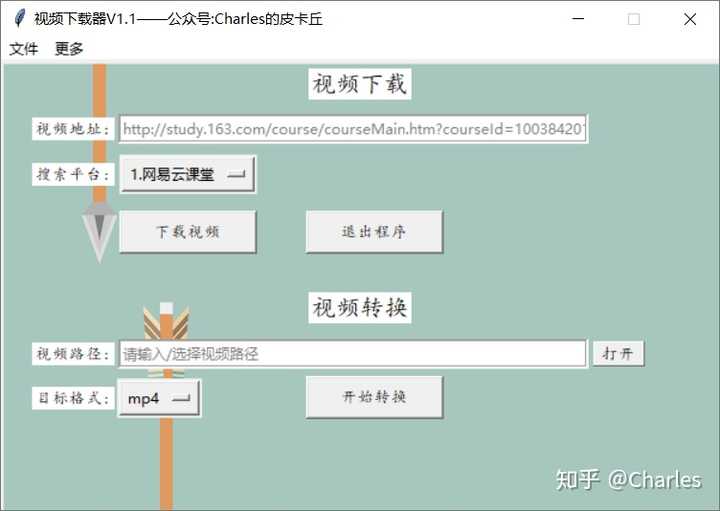 视频下载器V1.1——公众号:Charles的皮卡丘
文件 更多
视频下载
视频地址: http://study.163.com/course/courseMain.htm?courseId=100384201
搜索平台: 1.网易云课堂
下载视频 退出程序
视频转换
视频路径: 请输入/选择视频路径 打开
目标格式: mp4 开始转换
知乎 @Charles